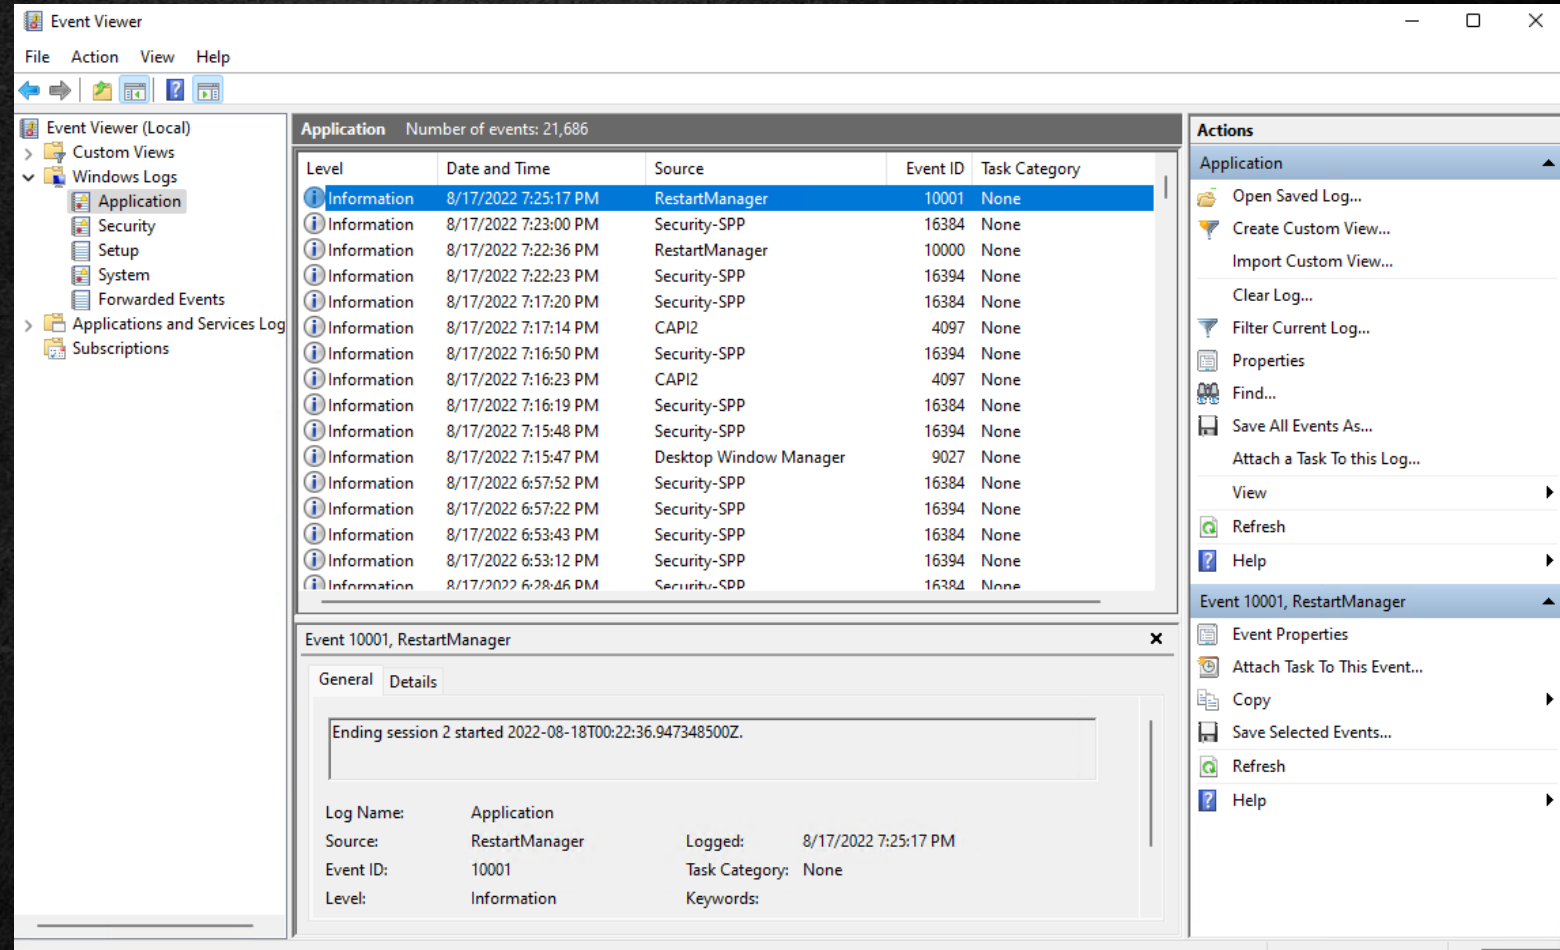 Event Viewer
File Action View Help
Event Viewer (Local)
Custom Views
Windows Logs
Application
Security
Setup
System
Forwarded Events
Applications and Services Log
Subscriptions
Application Number of events: 21,686
Level Date and Time Source Event ID Task Category
Information 8/17/2022 7:25:17 PM RestartManager 10001 None
Information 8/17/2022 7:23:00 PM Security-SPP 16384 None
Information 8/17/2022 7:22:36 PM RestartManager 10000 None
Information 8/17/2022 7:22:23 PM Security-SPP 16394 None
Information 8/17/2022 7:17:20 PM Security-SPP 16384 None
Information 8/17/2022 7:17:14 PM CAPI2 4097 None
Information 8/17/2022 7:16:50 PM Security-SPP 16394 None
Information 8/17/2022 7:16:23 PM CAPI2 4097 None
Information 8/17/2022 7:16:19 PM Security-SPP 16384 None
Information 8/17/2022 7:15:48 PM Security-SPP 16394 None
Information 8/17/2022 7:15:47 PM Desktop Window Manager 9027 None
Information 8/17/2022 6:57:52 PM Security-SPP 16384 None
Information 8/17/2022 6:57:22 PM Security-SPP 16394 None
Information 8/17/2022 6:53:43 PM Security-SPP 16384 None
Information 8/17/2022 6:53:12 PM Security-SPP 16394 None
Information 8/17/2022 6:28:46 PM Security-SPP 16384 None
Event 10001, RestartManager
General Details
Ending session 2 started 2022-08-18T00:22:36.947348500Z.
Log Name: Application
Source: RestartManager Logged: 8/17/2022 7:25:17 PM
Event ID: 10001 Task Category: None
Level: Information Keywords:
Actions
Application
Open Saved Log...
Create Custom View...
Import Custom View...
Clear Log...
Filter Current Log...
Properties
Find...
Save All Events As...
Attach a Task To this Log...
View
Refresh
Help
Event 10001, RestartManager
Event Properties
Attach Task To This Event...
Copy
Save Selected Events...
Refresh
Help